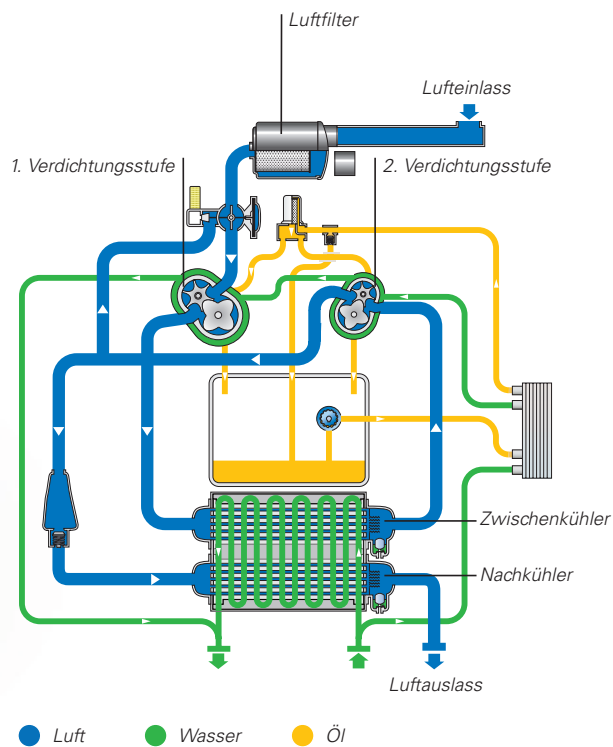 Luftfilter
Lufteinlass
1. Verdichtungsstufe
2. Verdichtungsstufe
Zwischenkühler
Nachkühler
Luftauslass
Luft
Wasser
Öl